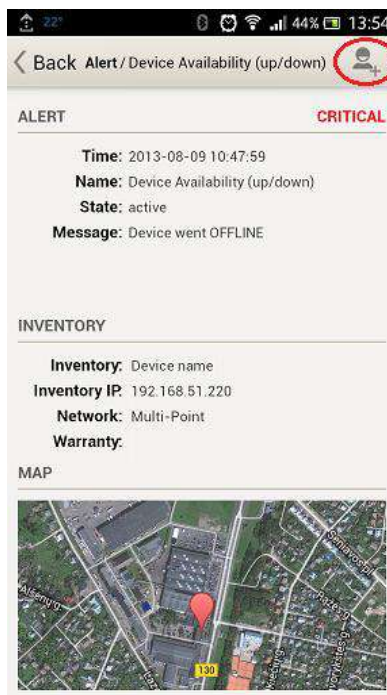 22° 44% 13:54
Back Alert / Device Availability (up/down)
ALERT CRITICAL
Time: 2013-08-09 10:47:59
Name: Device Availability (up/down)
State: active
Message: Device went OFFLINE
INVENTORY
Inventory: Device name
Inventory IP: 192.168.51.220
Network: Multi-Point
Warranty:
MAP
130